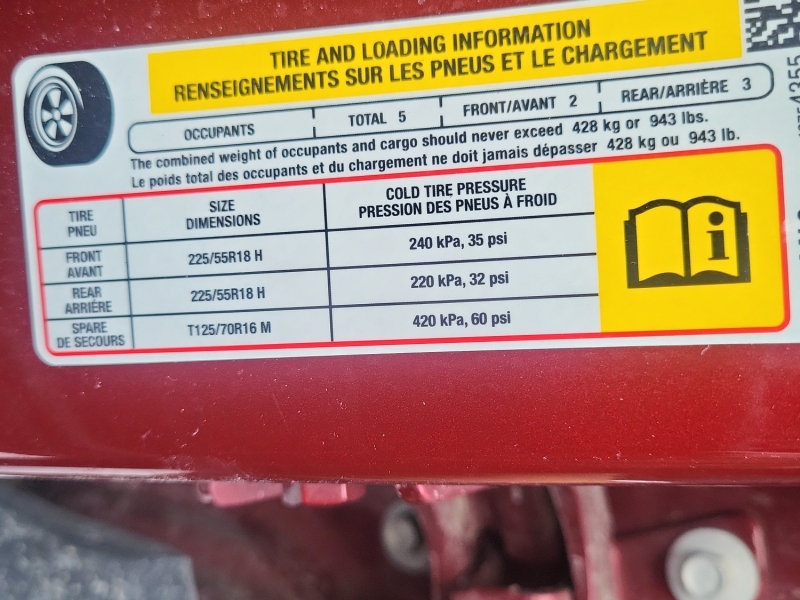 TIRE AND LOADING INFORMATION
RENSEIGNEMENTS SUR LES PNEUS ET LE CHARGEMENT
OCCUPANTS TOTAL 5 FRONT/AVANT 2 REAR/ARRIÈRE 3
The combined weight of occupants and cargo should never exceed 428 kg or 943 lbs.
Le poids total des occupants et du chargement ne doit jamais dépasser 428 kg ou 943 lb.
TIRE SIZE COLD TIRE PRESSURE
PNEU DIMENSIONS PRESSION DES PNEUS À FROID
FRONT
AVANT 225/55R18 H 240 kPa, 35 psi
REAR
ARRIÈRE 225/55R18 H 220 kPa, 32 psi
SPARE
DE SECOURS T125/70R16 M 420 kPa, 60 psi